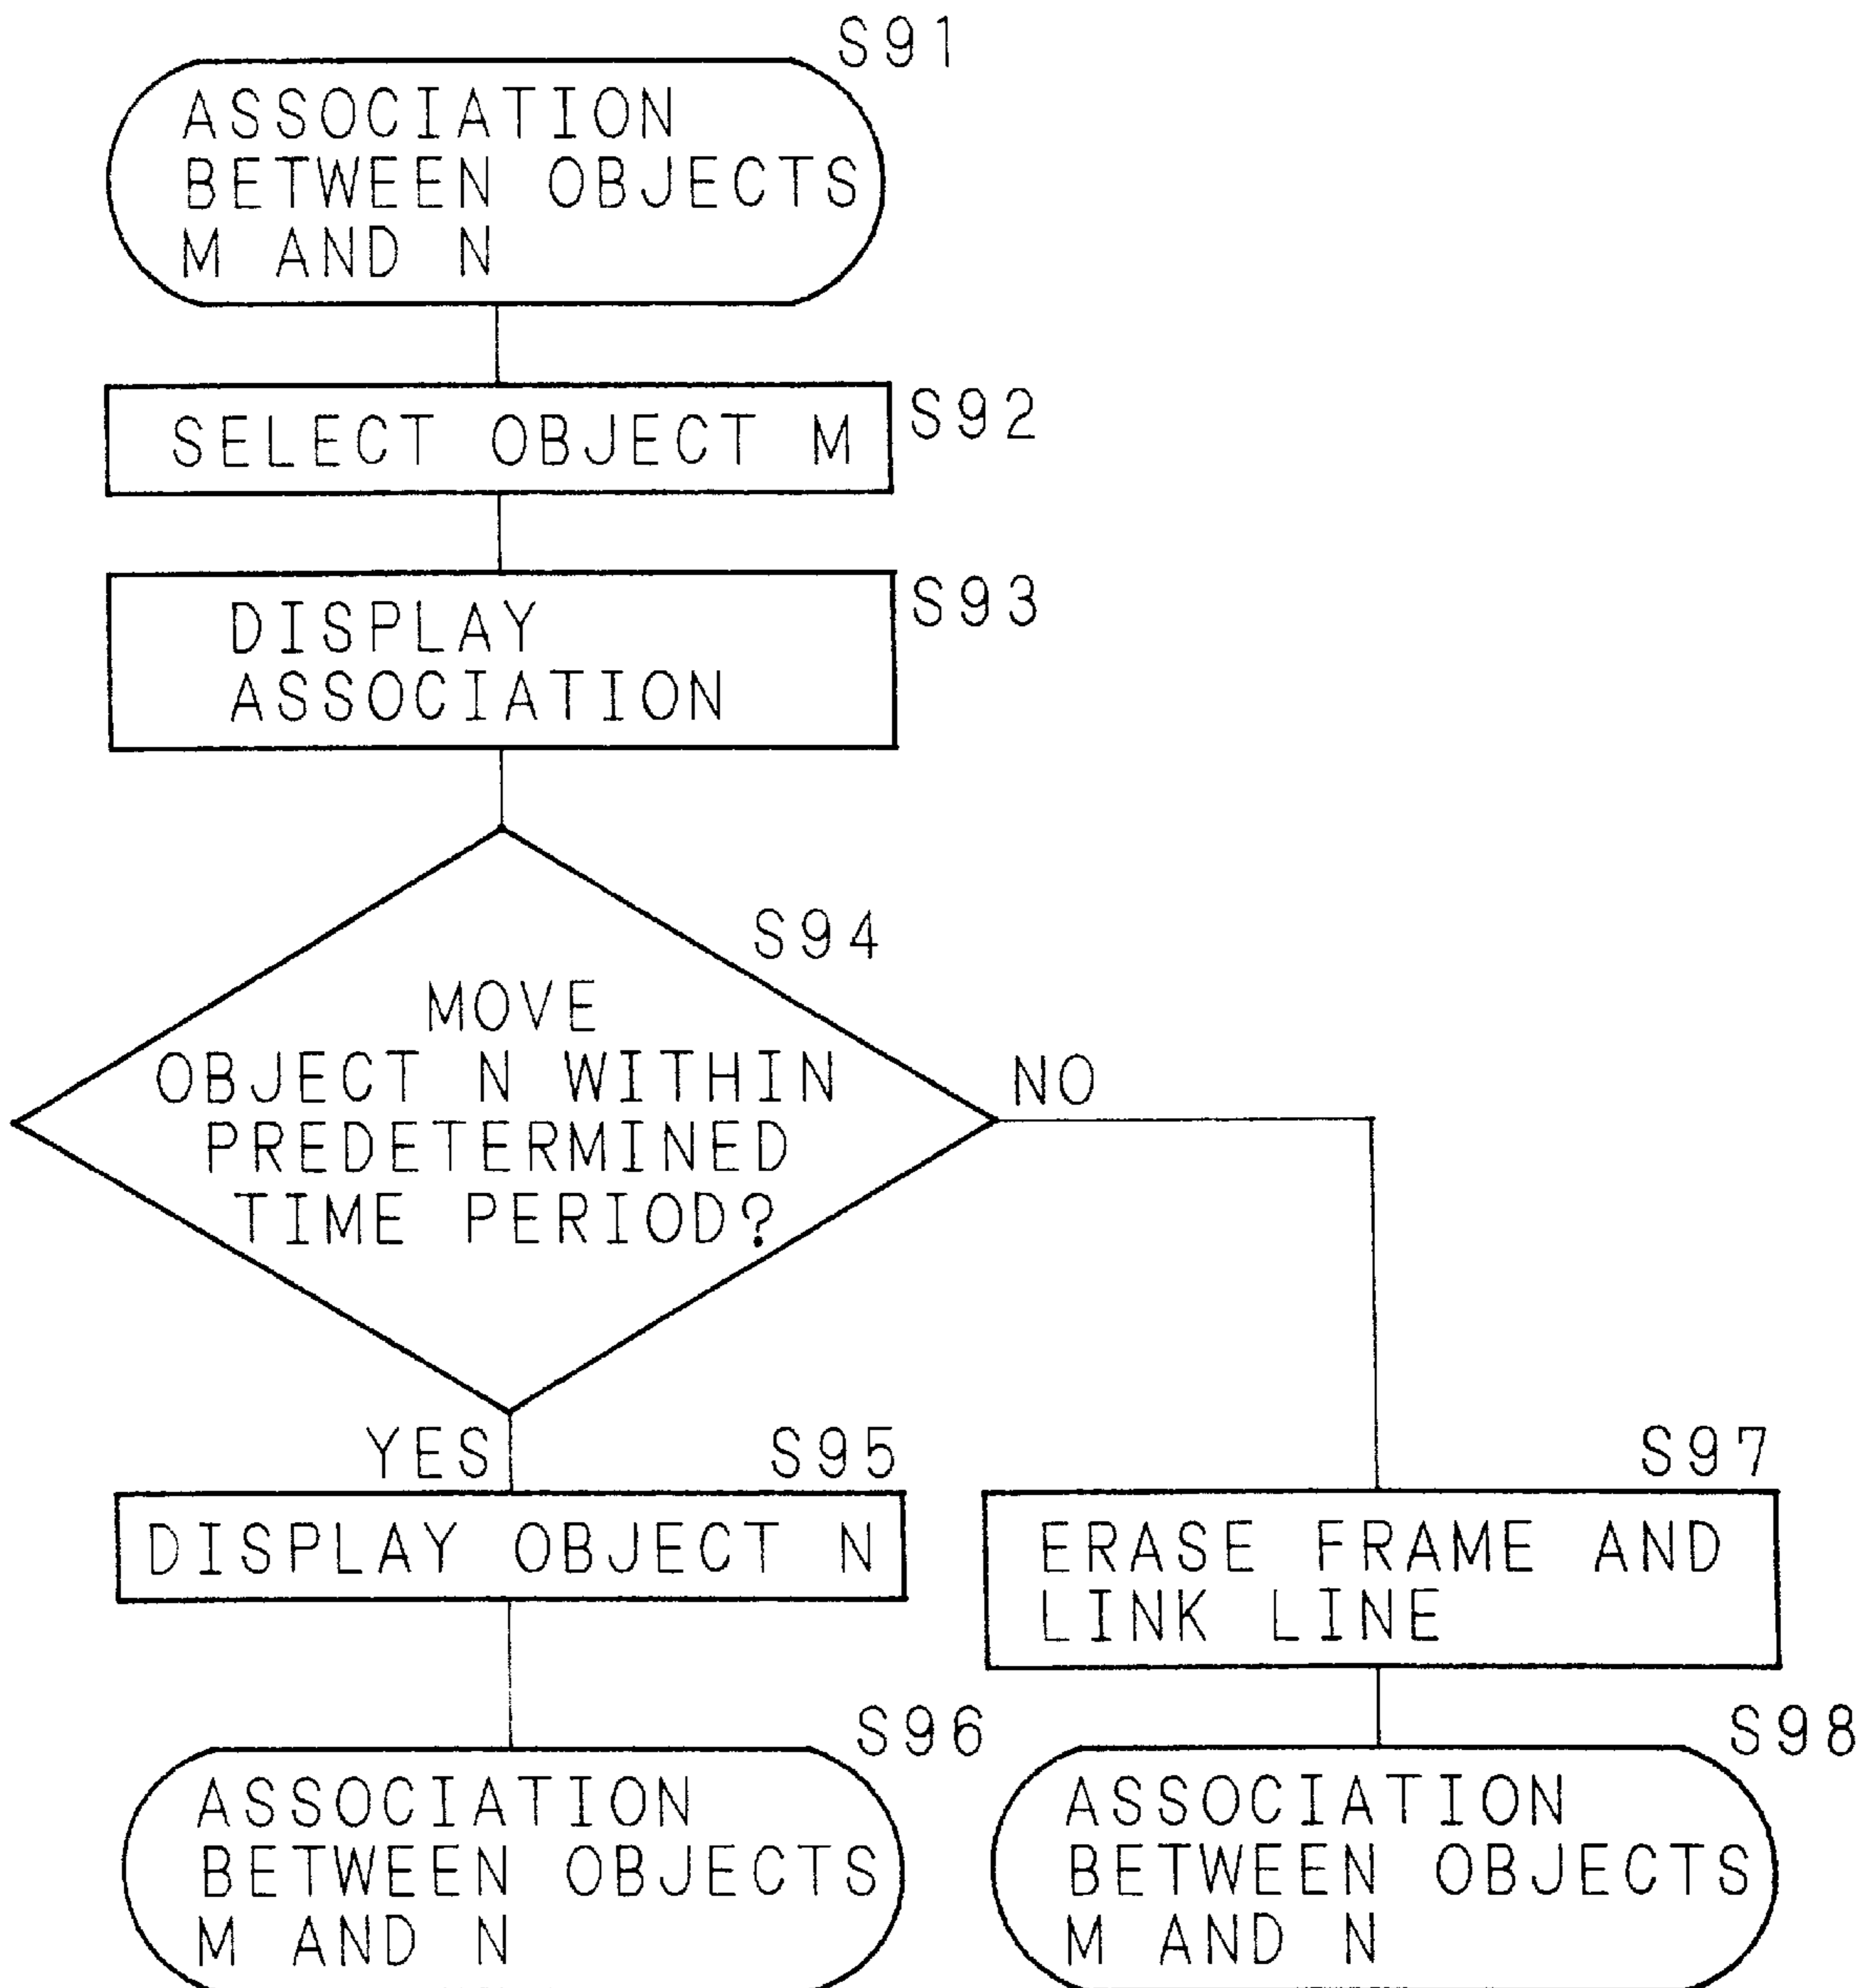 S91
ASSOCIATION
BETWEEN OBJECTS
M AND N
SELECT OBJECT M
S92
DISPLAY
ASSOCIATION
S93
S94
MOVE
OBJECT N WITHIN
PREDETERMINED
TIME PERIOD?
NO
YES
S95
DISPLAY OBJECT N
S97
ERASE FRAME AND
LINK LINE
S96
ASSOCIATION
BETWEEN OBJECTS
M AND N
S98
ASSOCIATION
BETWEEN OBJECTS
M AND N